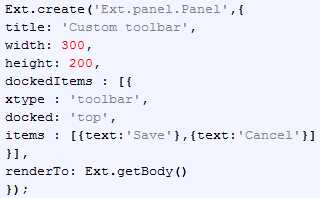 Ext.create('Ext.panel.Panel',{
title: 'Custom toolbar',
width: 300,
height: 200,
dockedItems : [{
xtype : 'toolbar',
docked: 'top',
items : [{text:'Save'},{text:'Cancel'}]
}],
renderTo: Ext.getBody()
});